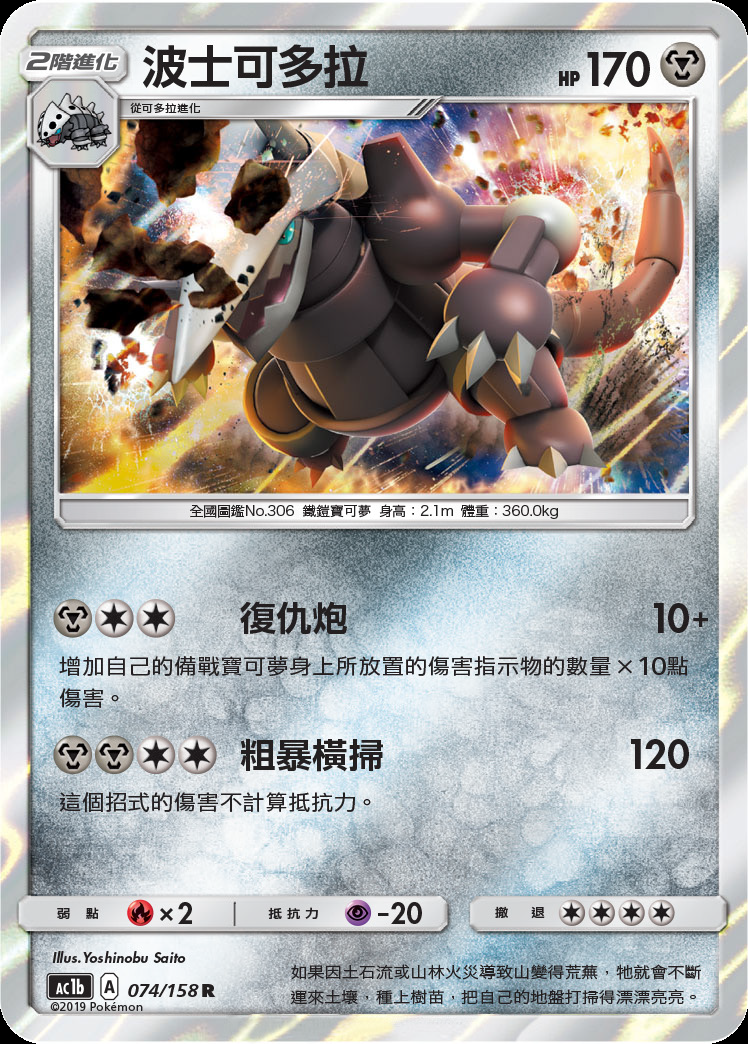 2階進化 波士可多拉 HP 170
從可多拉進化
全國圖鑑No.306 鐵鎧寶可夢 身高：2.1m 體重：360.0kg
復仇炮 10+
增加自己的備戰寶可夢身上所放置的傷害指示物的數量×10點
傷害。
粗暴橫掃 120
這個招式的傷害不計算抵抗力。
弱點 ×2 抵抗力 -20 撤退
Illus.Yoshinobu Saito
AC1b A 074/158 R
©2019 Pokémon
如果因土石流或山林火災導致山變得荒蕪，牠就會不斷
運來土壤，種上樹苗，把自己的地盤打掃得漂漂亮亮。